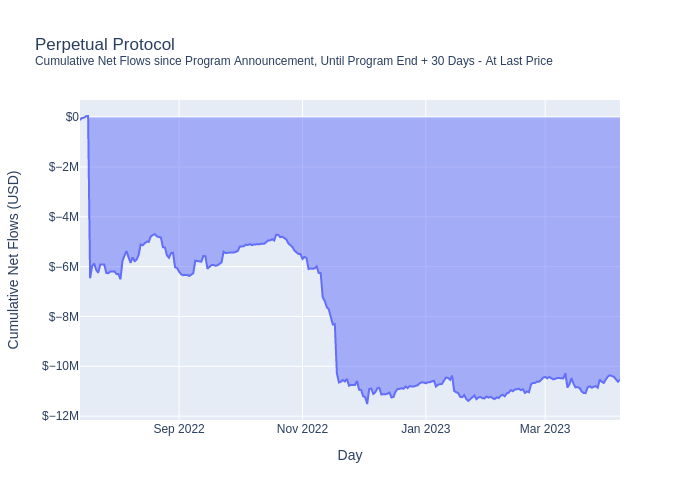 Perpetual Protocol
Cumulative Net Flows since Program Announcement, Until Program End + 30 Days - At Last Price
$0
$−2M
$−4M
$−6M
$−8M
$−10M
$−12M
Cumulative Net Flows (USD)
Sep 2022
Nov 2022
Jan 2023
Mar 2023
Day